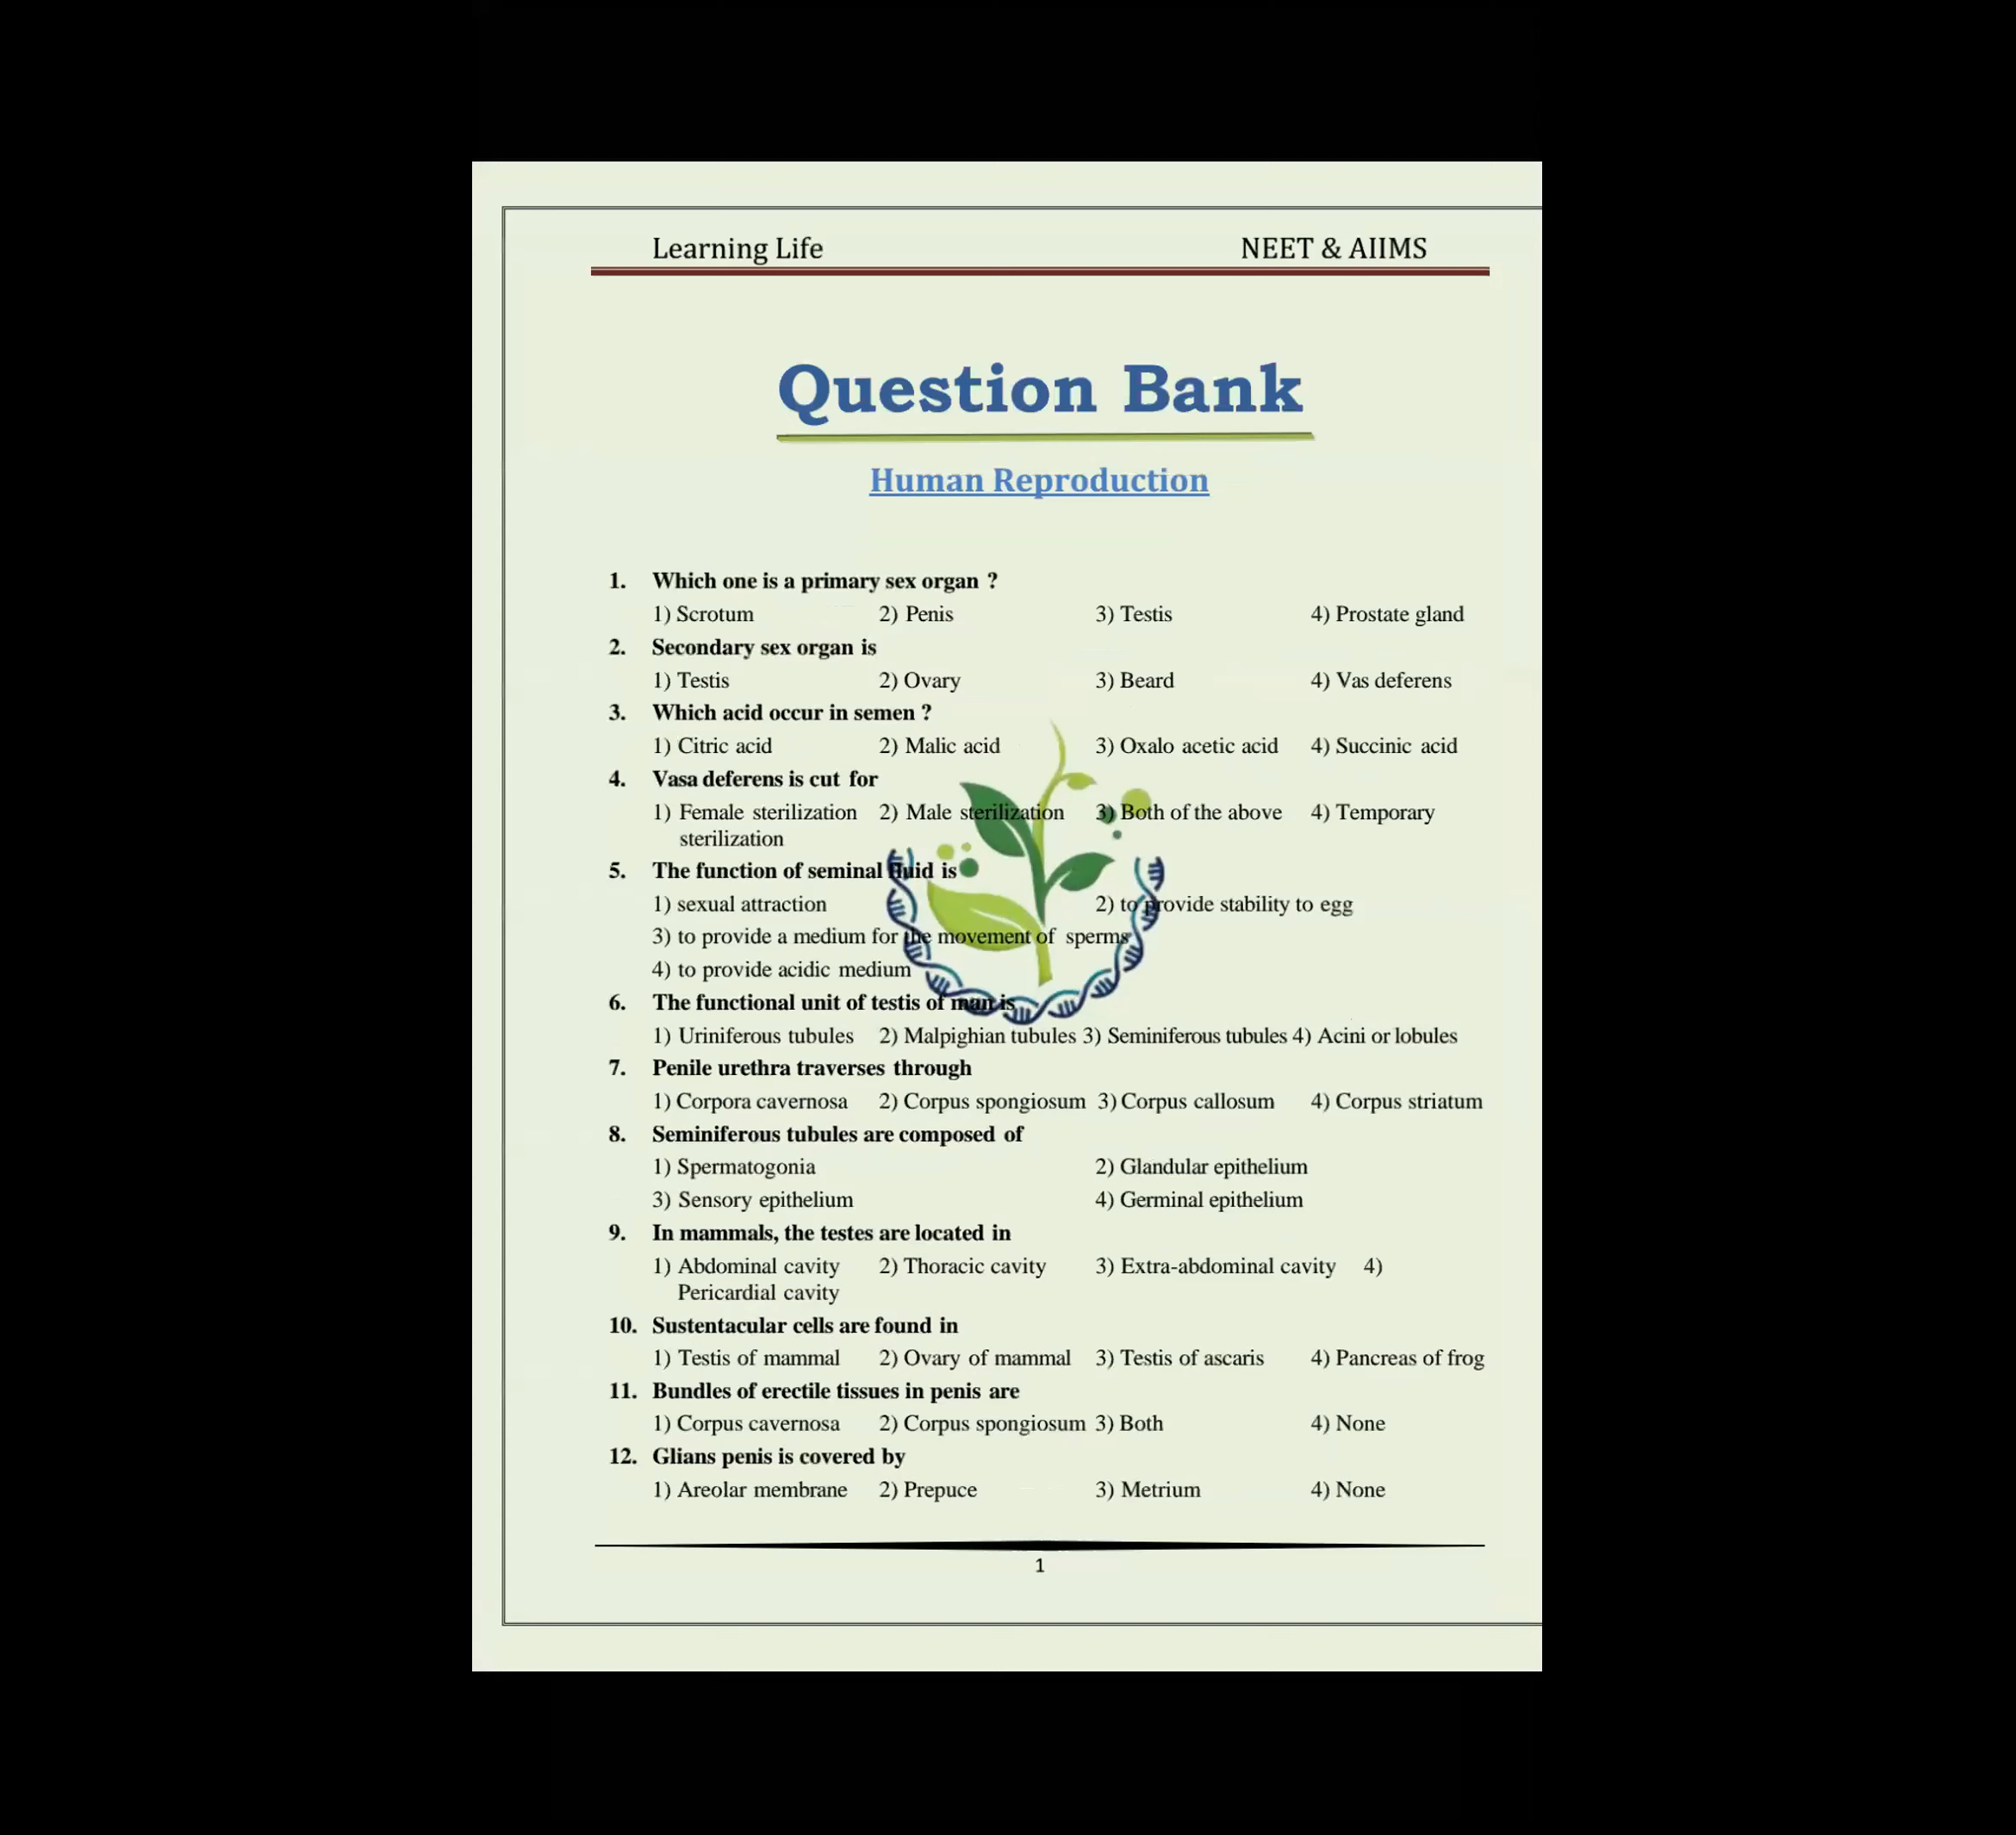 Learning Life NEET & AIIMS
Question Bank
Human Reproduction
1. Which one is a primary sex organ ?
1) Scrotum 2) Penis 3) Testis 4) Prostate gland
2. Secondary sex organ is
1) Testis 2) Ovary 3) Beard 4) Vas deferens
3. Which acid occur in semen ?
1) Citric acid 2) Malic acid 3) Oxalo acetic acid 4) Succinic acid
4. Vasa deferens is cut for
1) Female sterilization 2) Male sterilization 3) Both of the above 4) Temporary
sterilization
5. The function of seminal fluid is
1) sexual attraction 2) to provide stability to egg
3) to provide a medium for the movement of sperms
4) to provide acidic medium
6. The functional unit of testis of man is
1) Uriniferous tubules 2) Malpighian tubules 3) Seminiferous tubules 4) Acini or lobules
7. Penile urethra traverses through
1) Corpora cavernosa 2) Corpus spongiosum 3) Corpus callosum 4) Corpus striatum
8. Seminiferous tubules are composed of
1) Spermatogonia 2) Glandular epithelium
3) Sensory epithelium 4) Germinal epithelium
9. In mammals, the testes are located in
1) Abdominal cavity 2) Thoracic cavity 3) Extra-abdominal cavity 4)
Pericardial cavity
10. Sustentacular cells are found in
1) Testis of mammal 2) Ovary of mammal 3) Testis of ascaris 4) Pancreas of frog
11. Bundles of erectile tissues in penis are
1) Corpus cavernosa 2) Corpus spongiosum 3) Both 4) None
12. Glians penis is covered by
1) Areolar membrane 2) Prepuce 3) Metrium 4) None
1